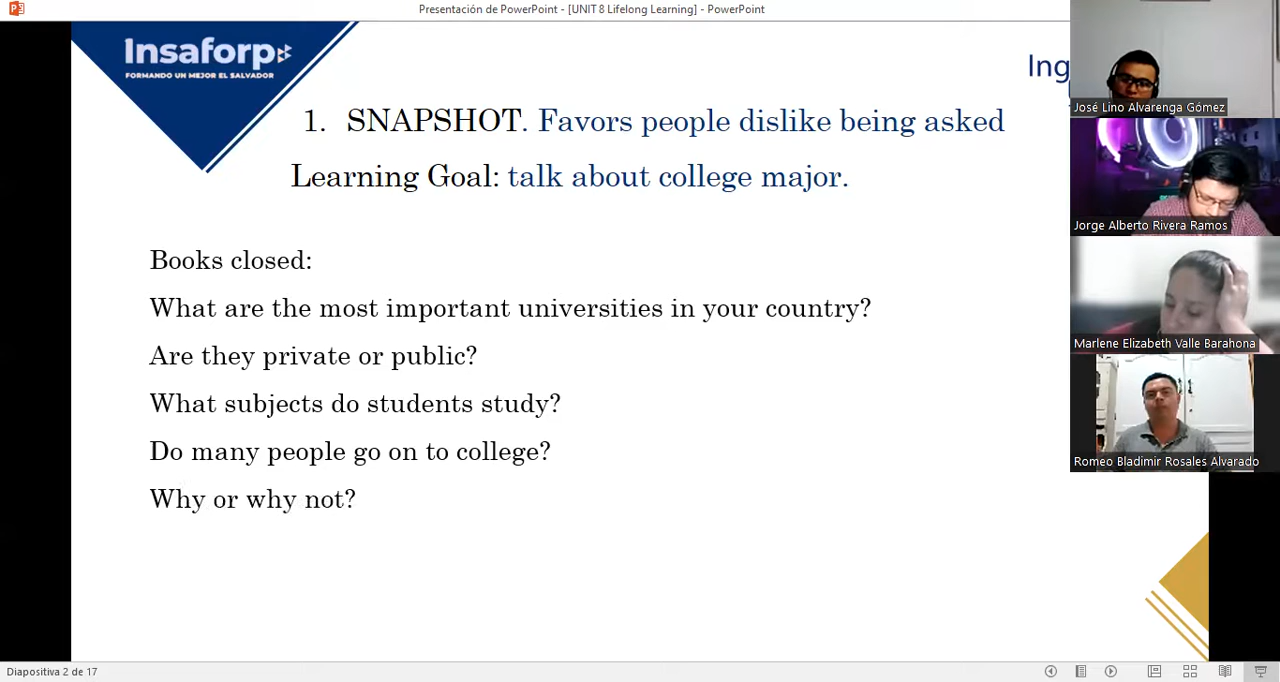 Presentación de PowerPoint - [UNIT 8 Lifelong Learning] - PowerPoint
Insaforp
FORMANDO UN MEJOR EL SALVADOR
Ing
1. SNAPSHOT. Favors people dislike being asked
Learning Goal: talk about college major.
Books closed:
What are the most important universities in your country?
Are they private or public?
What subjects do students study?
Do many people go on to college?
Why or why not?
José Lino Alvarenga Gómez
Jorge Alberto Rivera Ramos
Marlene Elizabeth Valle Barahona
Romeo Bladimir Rosales Alvarado
Diapositiva 2 de 17